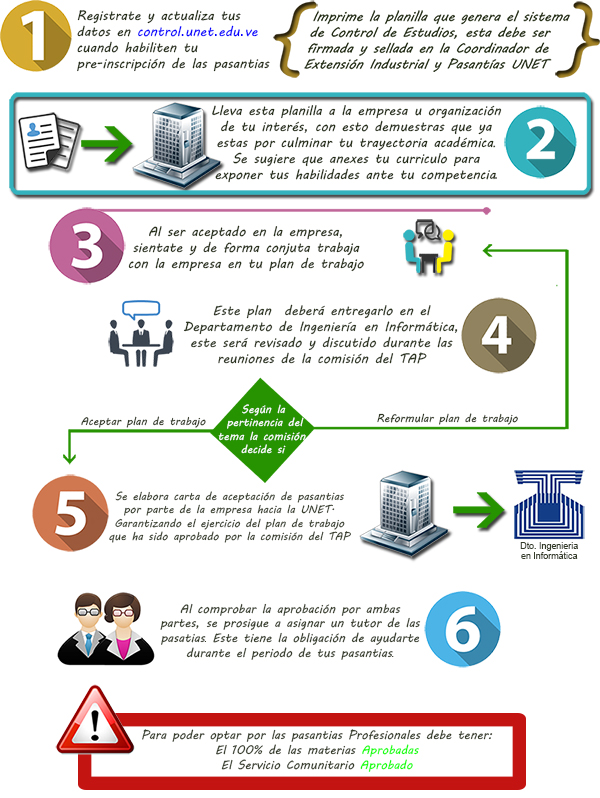 1
Registrate y actualiza tus
datos en control.unet.edu.ve
cuando habiliten tu
pre-inscripción de las pasantias
Imprime la planilla que genera el sistema
de Control de Estudios, esta debe ser
firmada y sellada en la Coordinador de
Extensión Industrial y Pasantías UNET
Lleva esta planilla a la empresa u organización
de tu interés, con esto demuestras que ya
estas por culminar tu trayectoria académica.
Se sugiere que anexes tu curriculo para
exponer tus habilidades ante tu competencia.
2
3
Al ser aceptado en la empresa,
sientate y de forma conjuta trabaja
con la empresa en tu plan de trabajo
Este plan deberá entregarlo en el
Departamento de Ingeniería en Informática,
este será revisado y discutido durante las
reuniones de la comisión del TAP
4
Aceptar plan de trabajo
Según la
pertinencia del
tema la comisión
decide si
Reformular plan de trabajo
5
Se elabora carta de aceptación de pasantias
por parte de la empresa hacia la UNET.
Garantizando el ejercicio del plan de trabajo
que ha sido aprobado por la comisión del TAP
Dto. Ingenieria
en Informática
Al comprobar la aprobación por ambas
partes, se prosigue a asignar un tutor de las
pasatias. Este tiene la obligación de ayudarte
durante el periodo de tus pasantias.
6
Para poder optar por las pasantias Profesionales debe tener:
El 100% de las materias Aprobadas
El Servicio Comunitario Aprobado